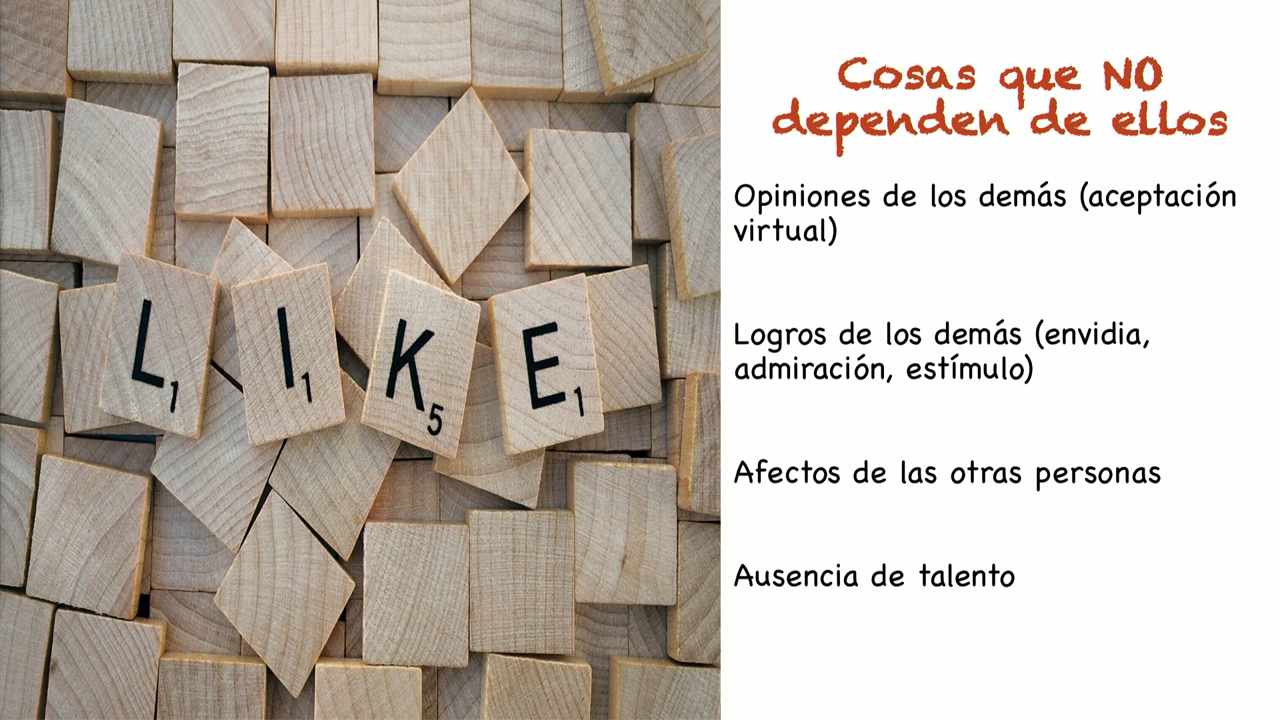 L1 I1 K5 E1
Cosas que NO
dependen de ellos
Opiniones de los demás (aceptación
virtual)
Logros de los demás (envidia,
admiración, estímulo)
Afectos de las otras personas
Ausencia de talento